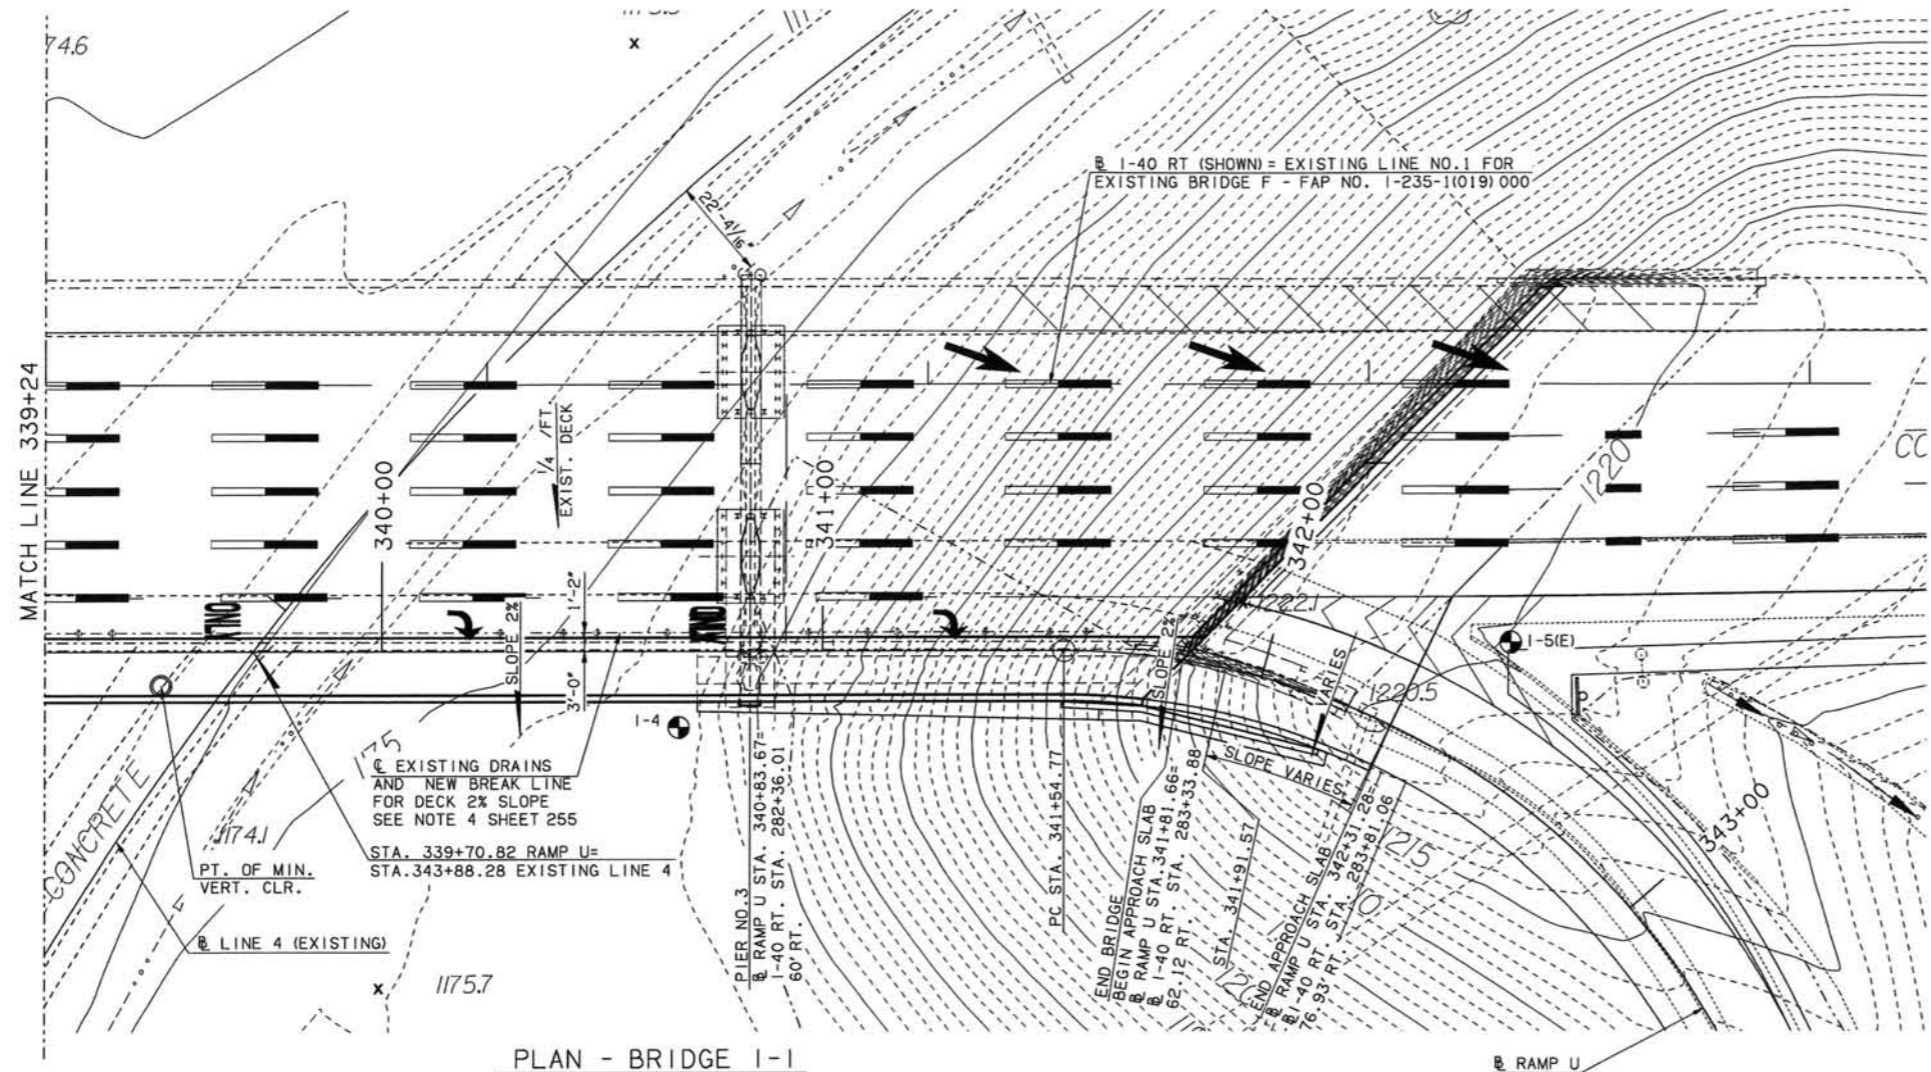 74.6
x
22'-4 1/16"
℄ I-40 RT (SHOWN) = EXISTING LINE NO.1 FOR
EXISTING BRIDGE F - FAP NO. I-235-1(019) 000
MATCH LINE 339+24
340+00
1/4 /FT
EXIST. DECK
341+00
342+00
1220
CC
ONLY
ONLY
SLOPE 2%
1'-2"
3'-0"
1222.1
SLOPE 2%
VARIES
1-5(E)
1220.5
1-4
SLOPE VARIES
343+00
1175
℄ EXISTING DRAINS
AND NEW BREAK LINE
FOR DECK 2% SLOPE
SEE NOTE 4 SHEET 255
STA. 339+70.82 RAMP U=
STA.343+88.28 EXISTING LINE 4
CONCRETE
1174.1
PT. OF MIN.
VERT. CLR.
℄ LINE 4 (EXISTING)
x
1175.7
PIER NO.3
℄ RAMP U STA. 340+83.67=
I-40 RT. STA. 282+36.01
60' RT.
PC STA. 341+54.77
END BRIDGE
BEGIN APPROACH SLAB
℄ RAMP U STA.341+81.66=
℄ I-40 RT. STA. 283+33.88
62.12 RT.
STA. 341+91.57
END APPROACH SLAB
℄ RAMP U STA. 342+31.28=
℄ I-40 RT. STA. 283+81.06
76.93' RT.
1215
PLAN - BRIDGE 1-1
℄ RAMP U